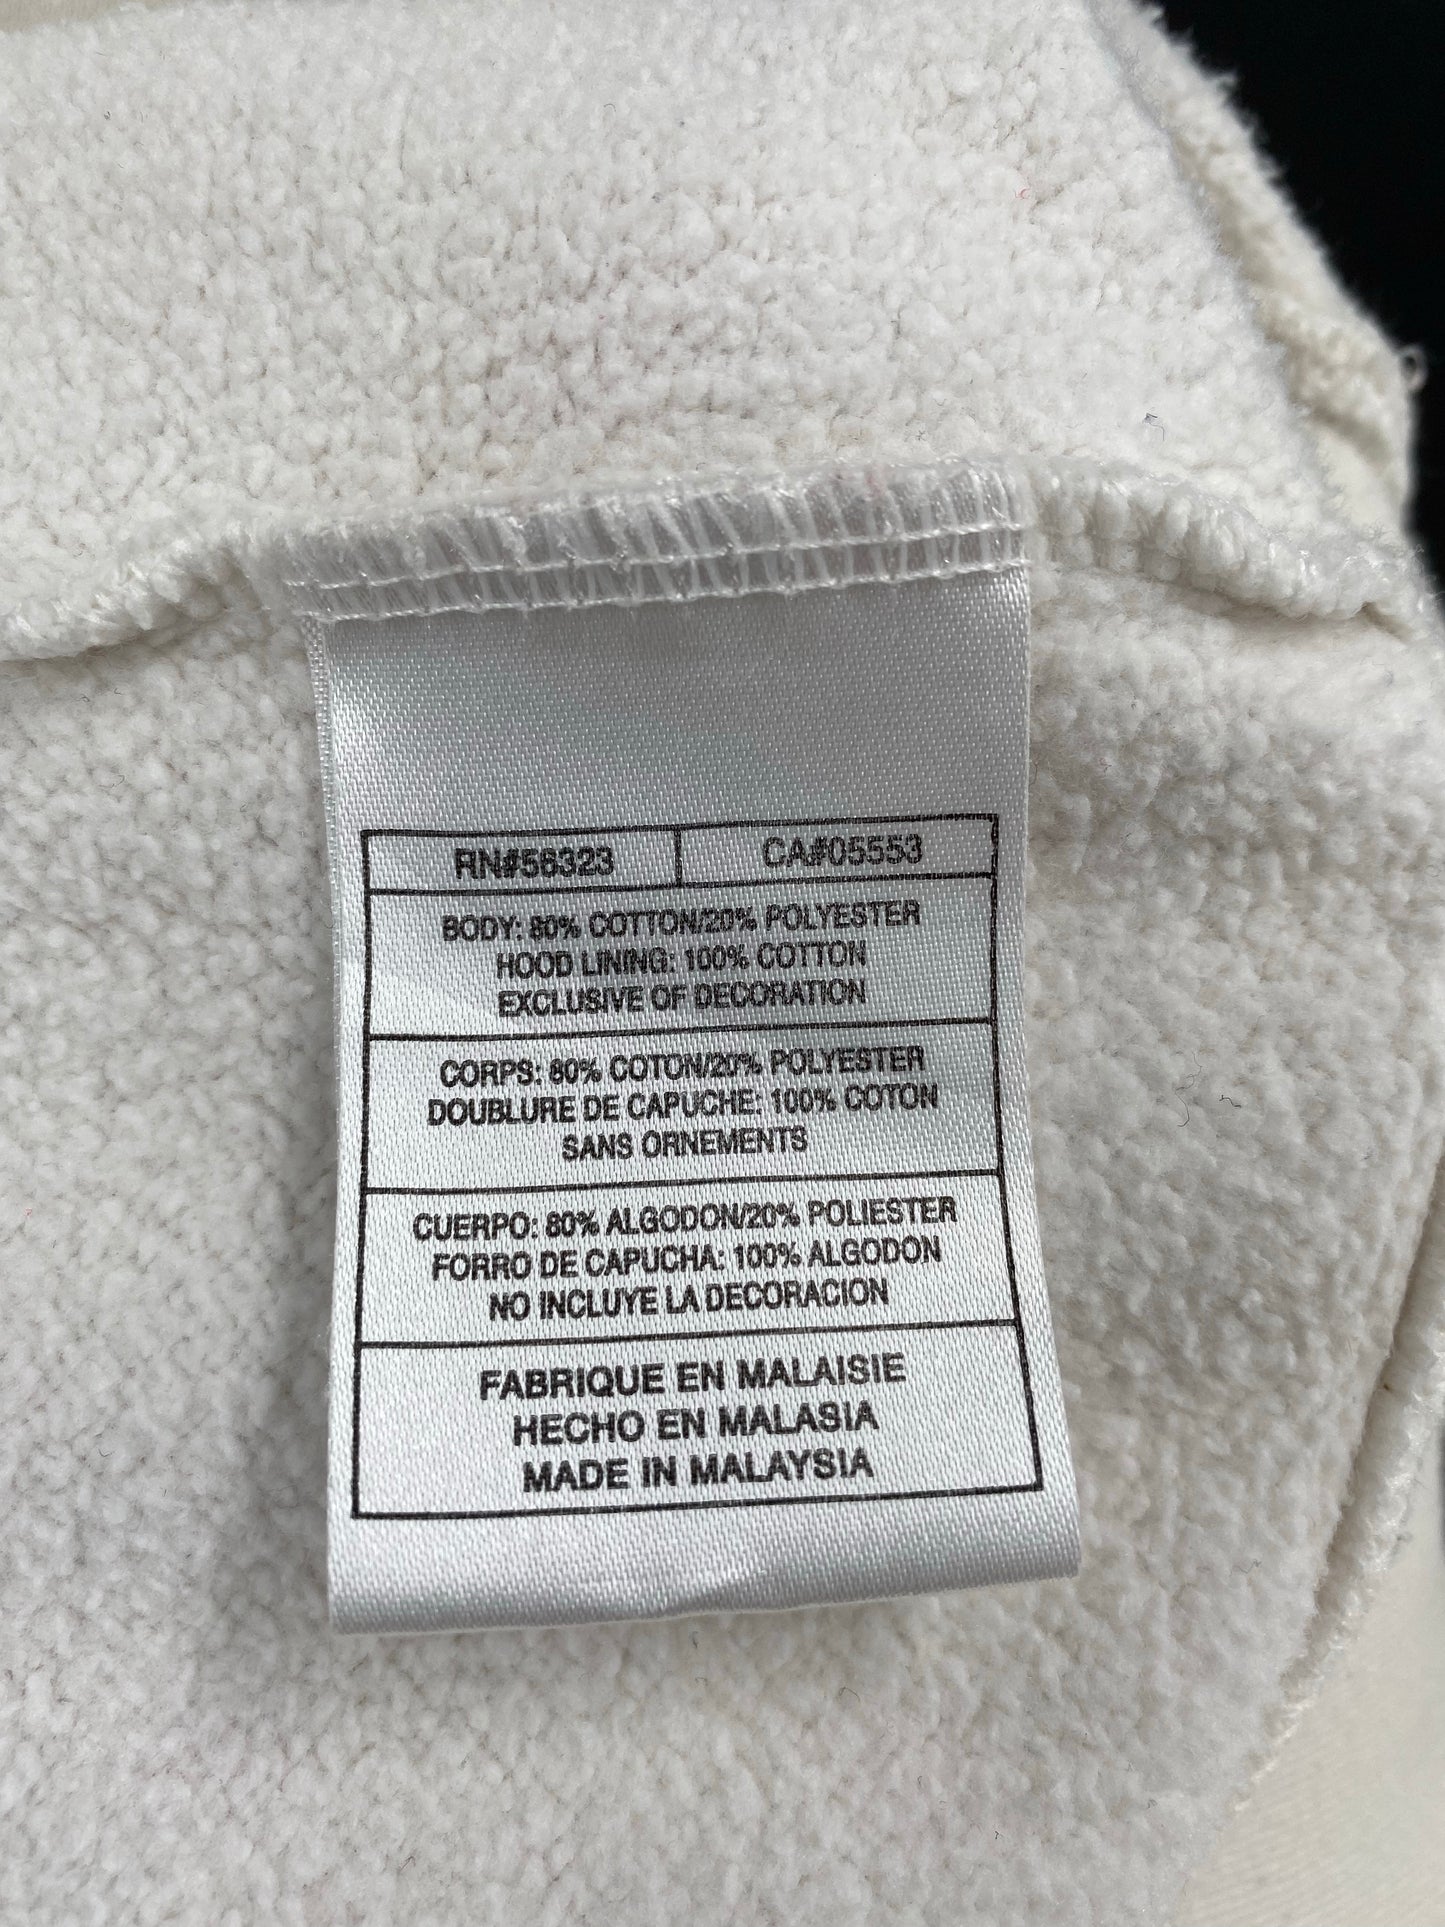 RN#56323 CA#05553
BODY: 80% COTTON/20% POLYESTER
HOOD LINING: 100% COTTON
EXCLUSIVE OF DECORATION
CORPS: 80% COTON/20% POLYESTER
DOUBLURE DE CAPUCHE: 100% COTON
SANS ORNEMENTS
CUERPO: 80% ALGODON/20% POLIESTER
FORRO DE CAPUCHA: 100% ALGODON
NO INCLUYE LA DECORACION
FABRIQUE EN MALAISIE
HECHO EN MALASIA
MADE IN MALAYSIA